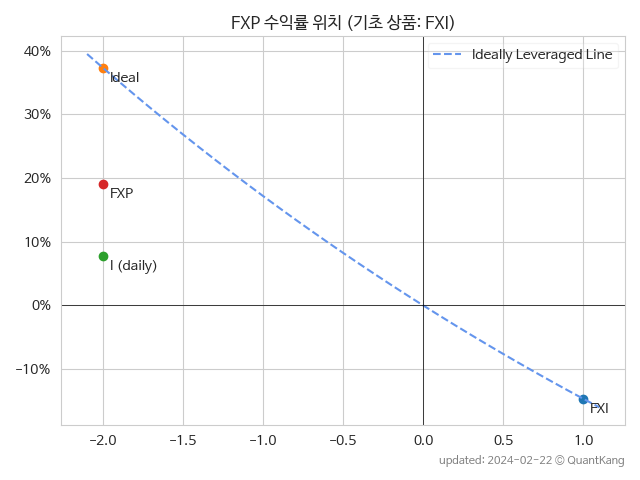 FXP 수익률 위치 (기초 상품: FXI)
40%
Ideally Leveraged Line
Ideal
30%
20%
FXP
10%
I (daily)
0%
−10%
FXI
−2.0 −1.5 −1.0 −0.5 0.0 0.5 1.0
updated: 2024-02-22 © QuantKang